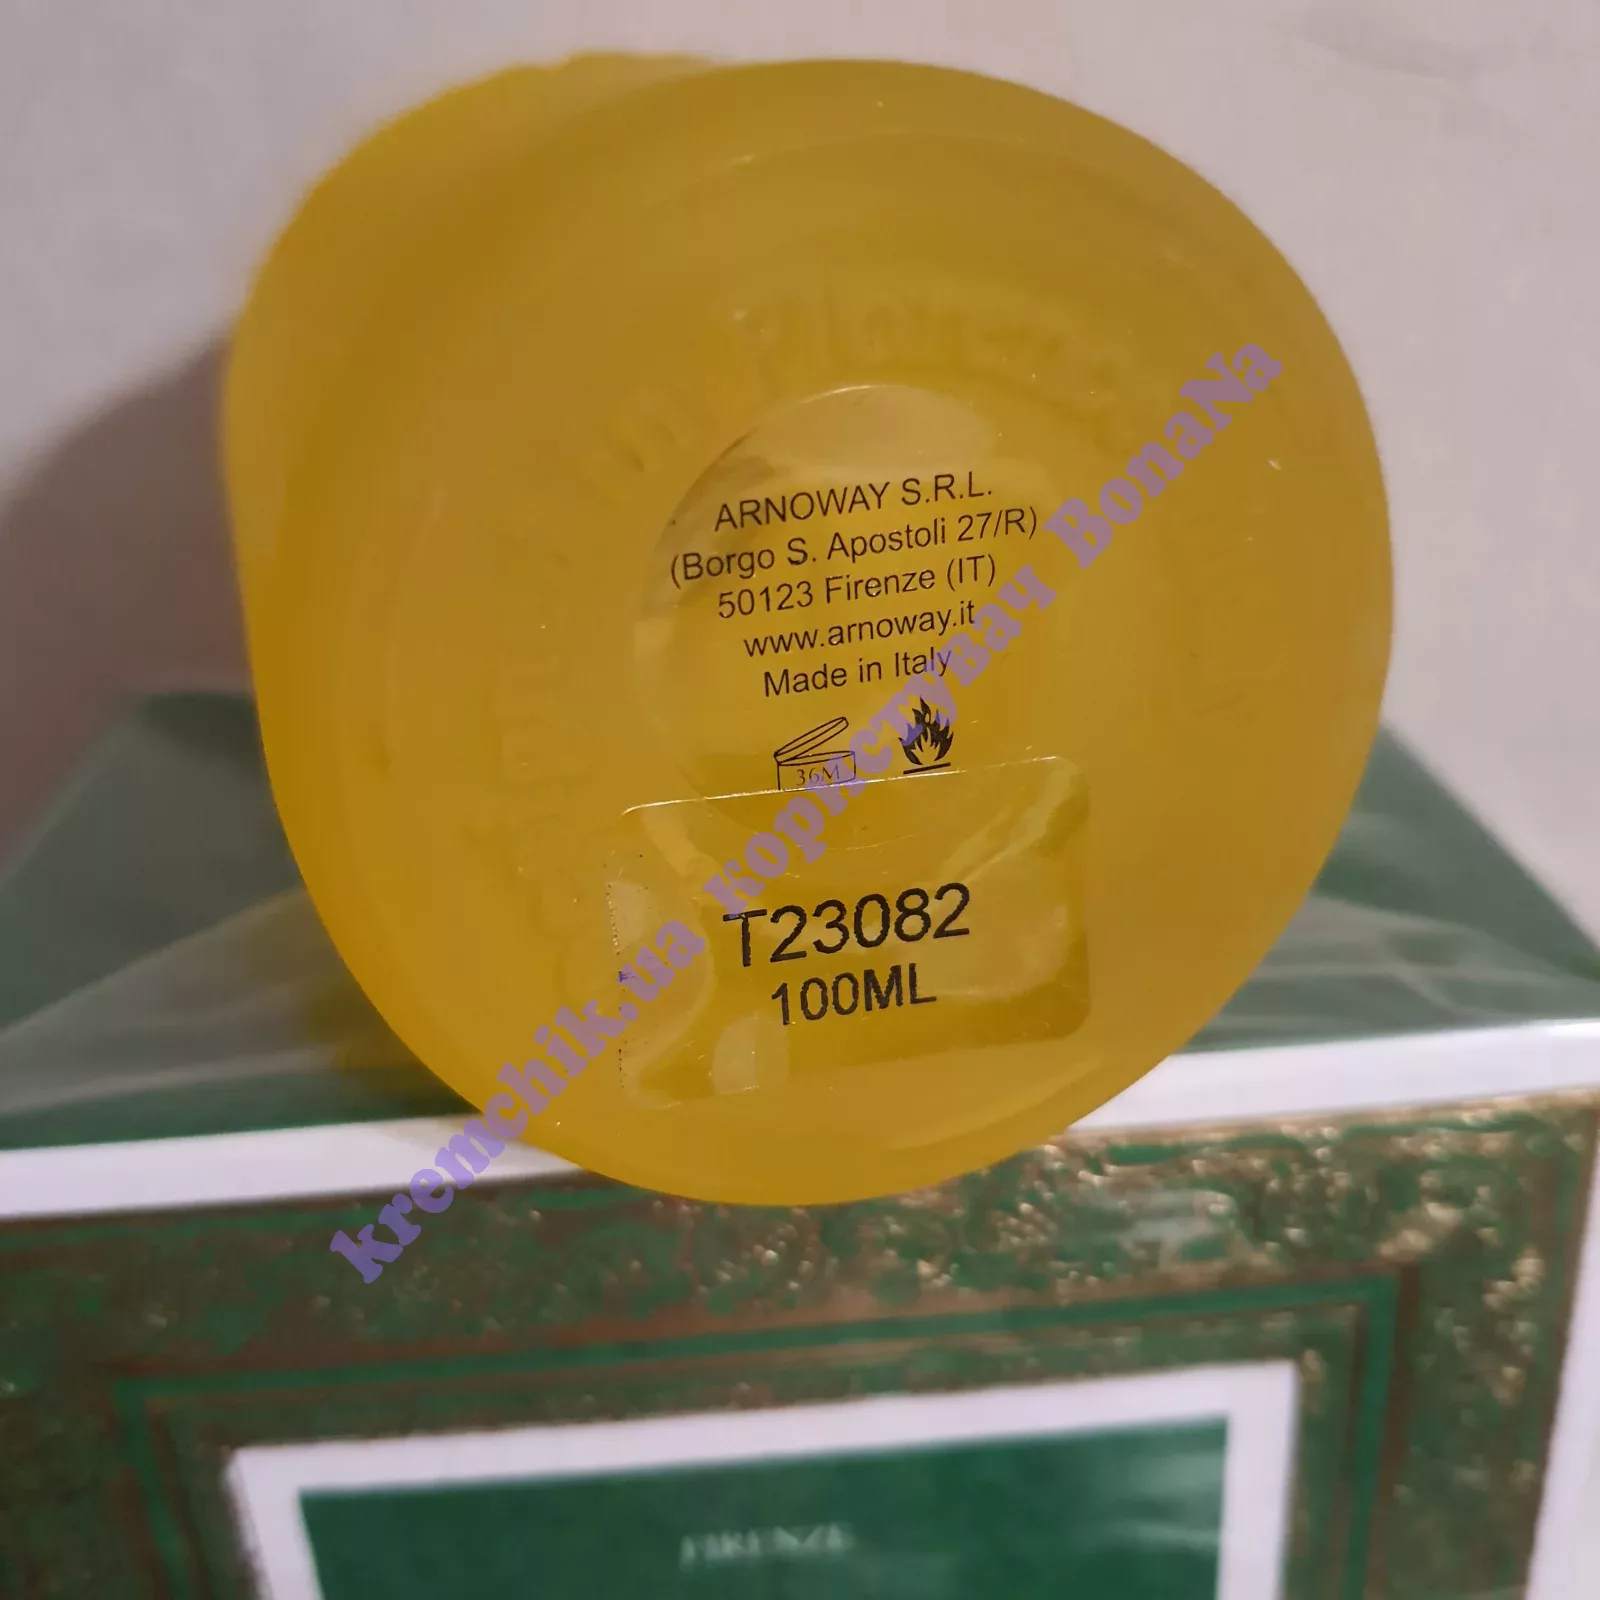 ARNOWAY S.R.L.
(Borgo S. Apostoli 27/R)
50123 Firenze (IT)
www.arnoway.it
Made in Italy
36M
T23082
100ML
kremchik.ua користувач BonaNa
FIRENZE